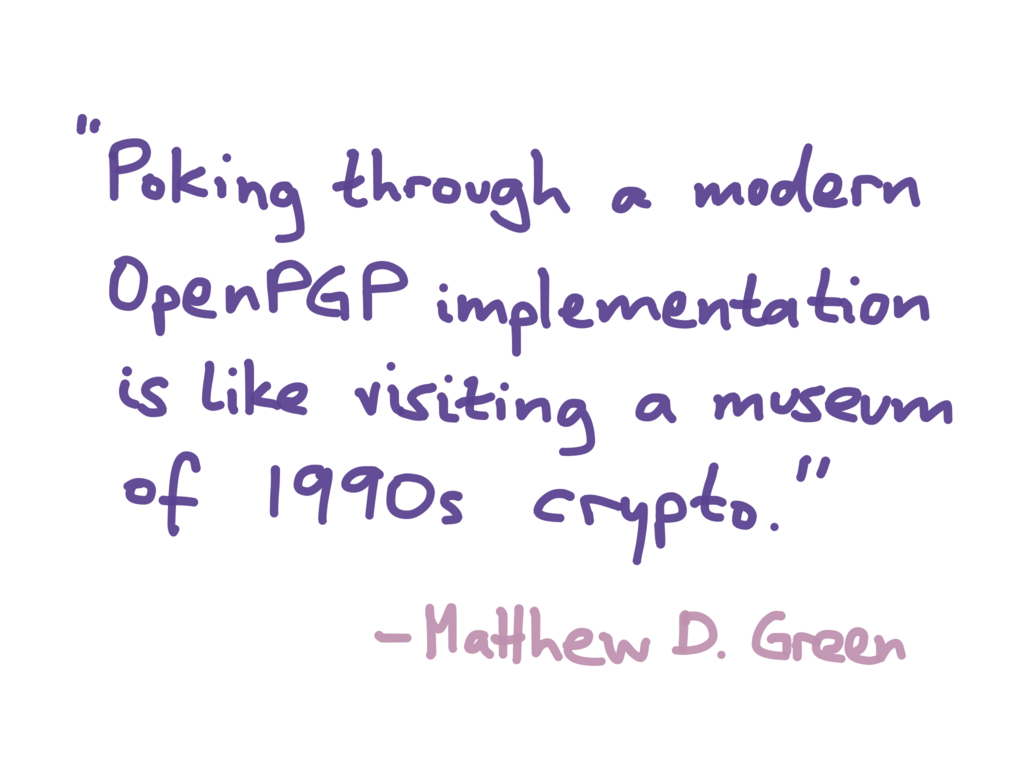 "Poking through a modern
OpenPGP implementation
is like visiting a museum
of 1990s crypto."
– Matthew D. Green